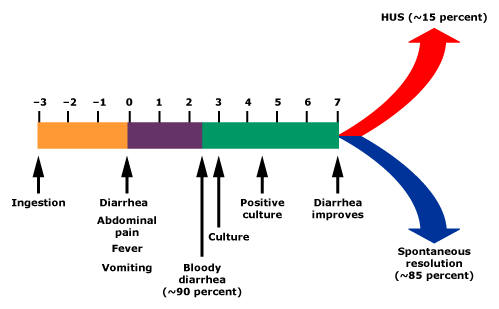 HUS (~15 percent)
−3 −2 −1 0 1 2 3 4 5 6 7
Ingestion
Diarrhea
Abdominal
pain
Fever
Vomiting
Bloody
diarrhea
(~90 percent)
Culture
Positive
culture
Diarrhea
improves
Spontaneous
resolution
(~85 percent)